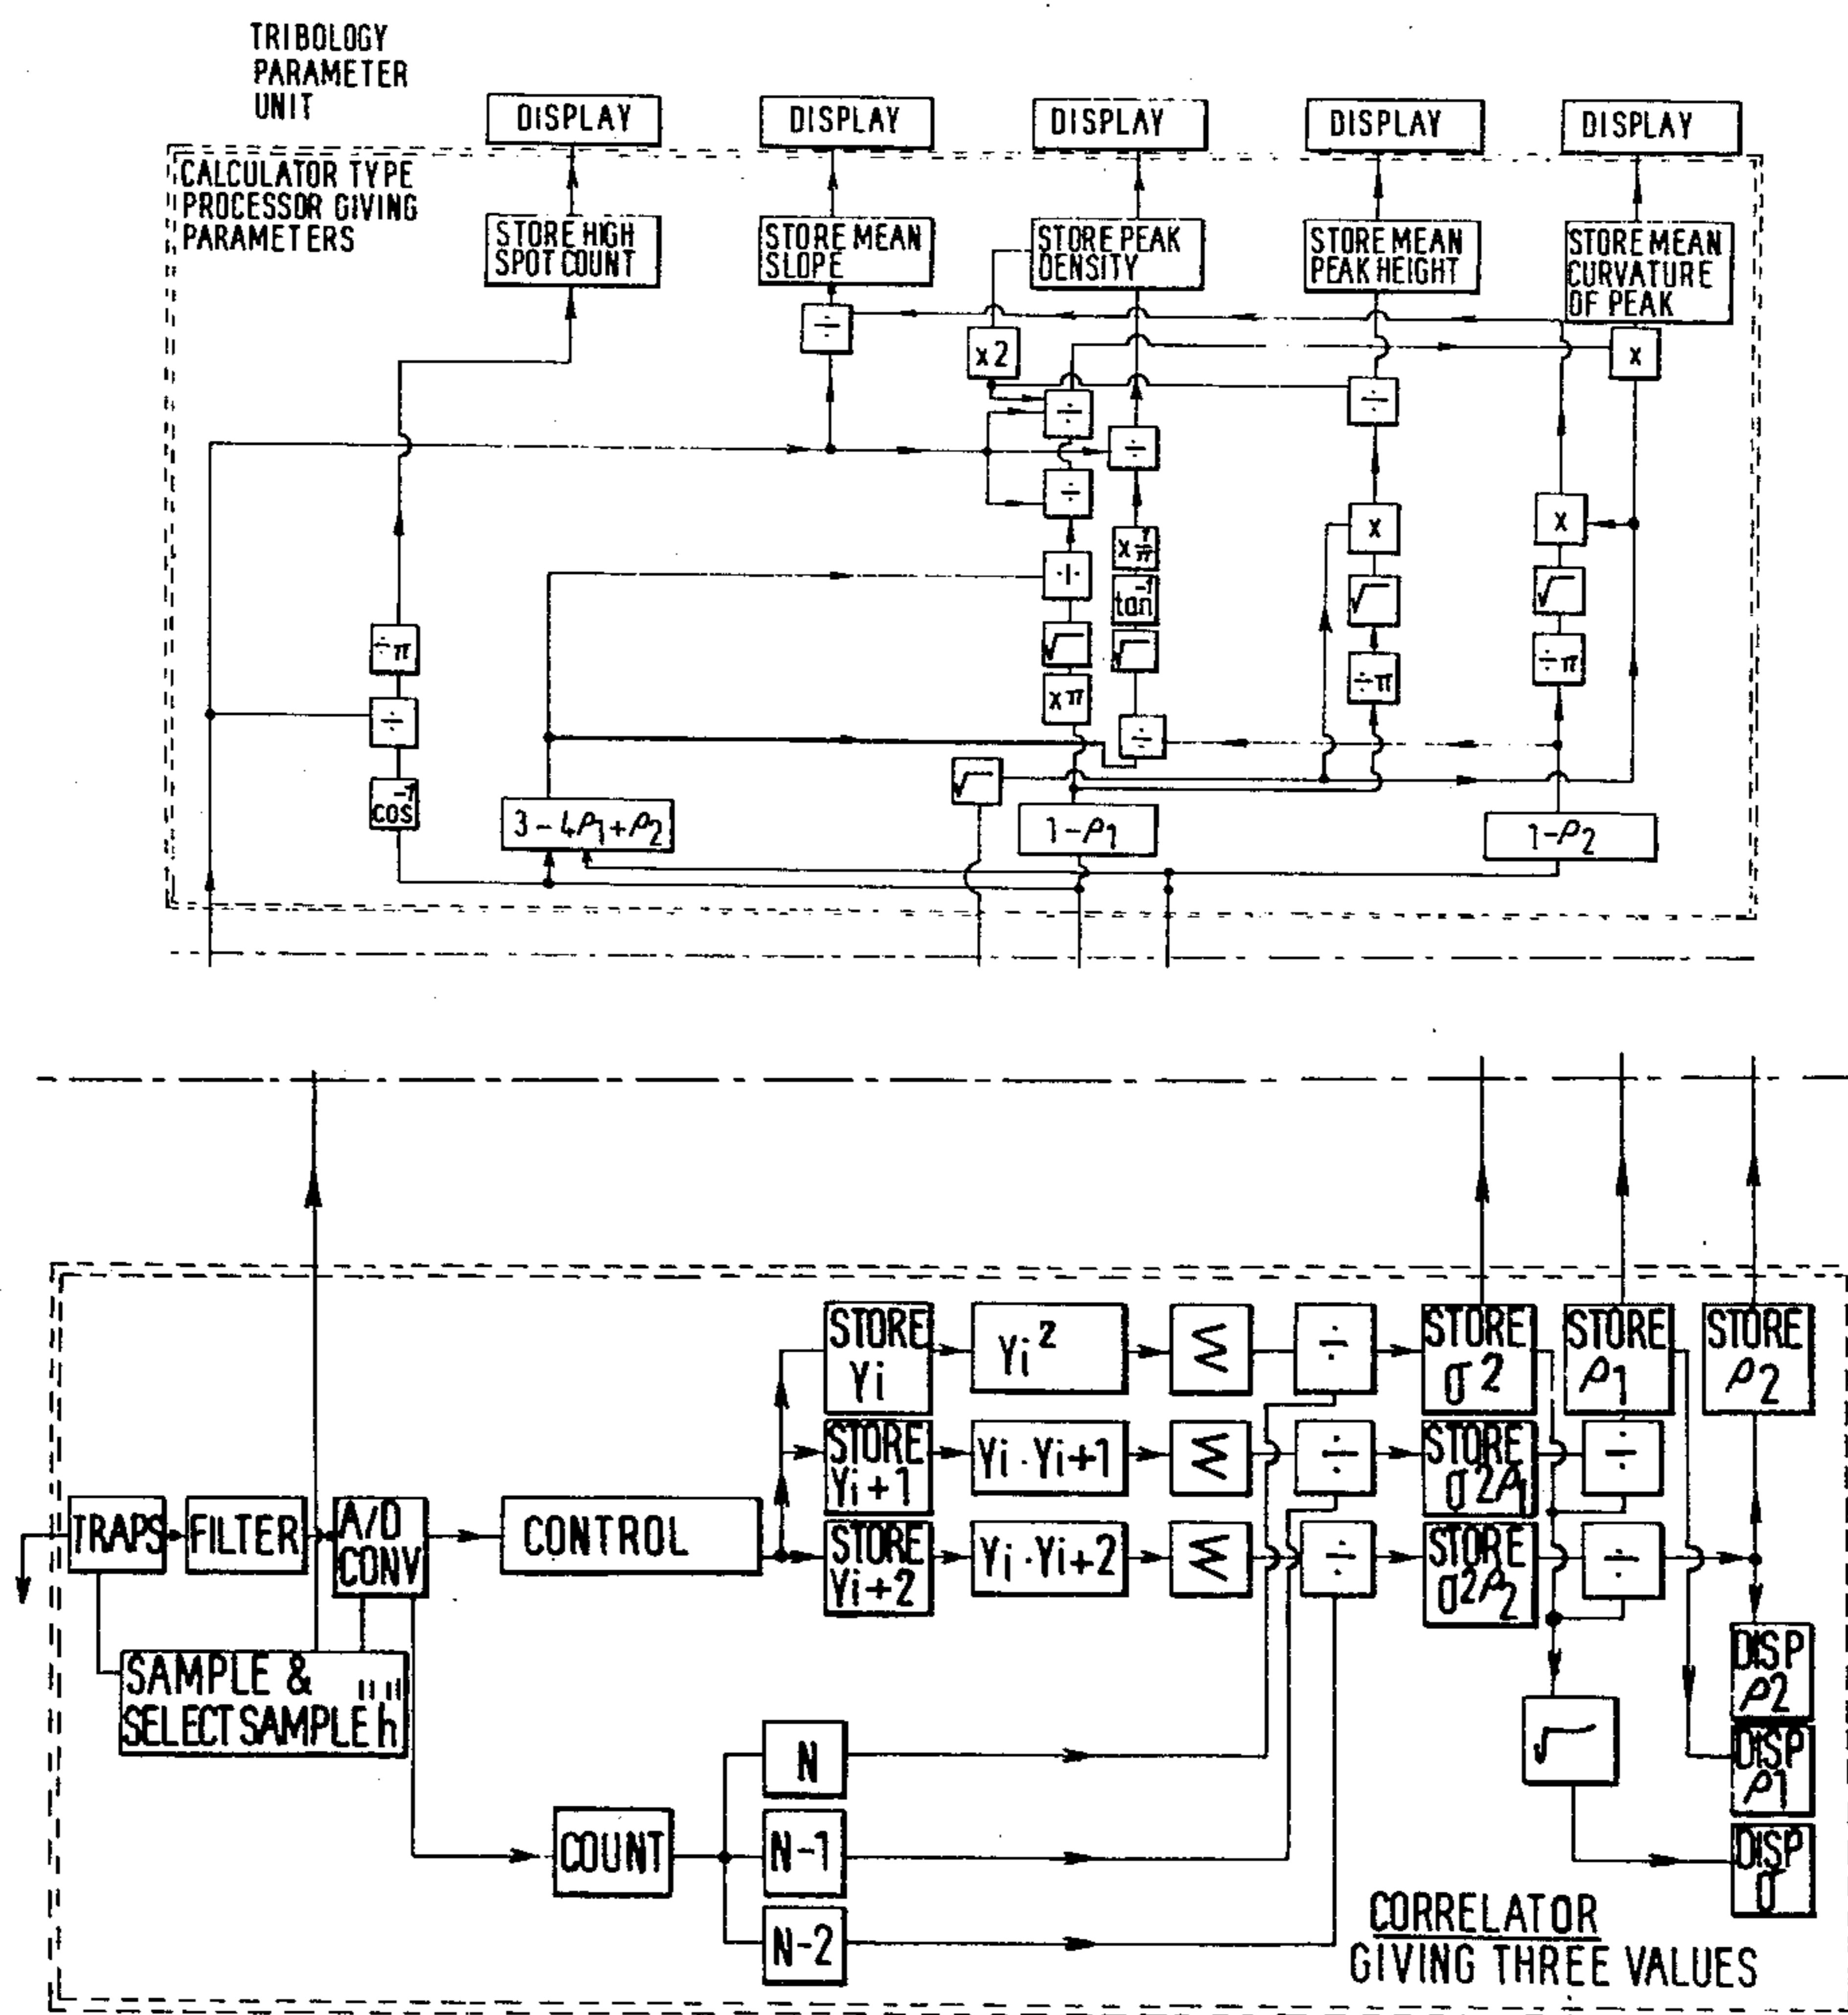 TRIBOLOGY
PARAMETER
UNIT
DISPLAY
DISPLAY
DISPLAY
DISPLAY
DISPLAY
CALCULATOR TYPE
PROCESSOR GIVING
PARAMETERS
STORE HIGH
SPOT COUNT
STORE MEAN
SLOPE
STORE PEAK
DENSITY
STORE MEAN
PEAK HEIGHT
STORE MEAN
CURVATURE
OF PEAK
÷
x2
x
÷
÷
÷
÷
x
x
x 1/π
÷
tan⁻¹
√
√
÷π
√
√
÷π
÷π
xπ
÷
÷
√
cos⁻¹
3-4ρ1+ρ2
1-ρ1
1-ρ2
STORE
Yi
Yi²
Σ
÷
STORE
σ2
STORE
ρ1
STORE
ρ2
STORE
Yi+1
Yi·Yi+1
Σ
÷
STORE
σ2ρ1
÷
TRAPS
FILTER
A/D
CONV
CONTROL
STORE
Yi+2
Yi·Yi+2
Σ
÷
STORE
σ2ρ2
÷
SAMPLE &
SELECT SAMPLE "h"
DISP
ρ2
√
DISP
ρ1
DISP
σ
N
COUNT
N-1
N-2
CORRELATOR
GIVING THREE VALUES